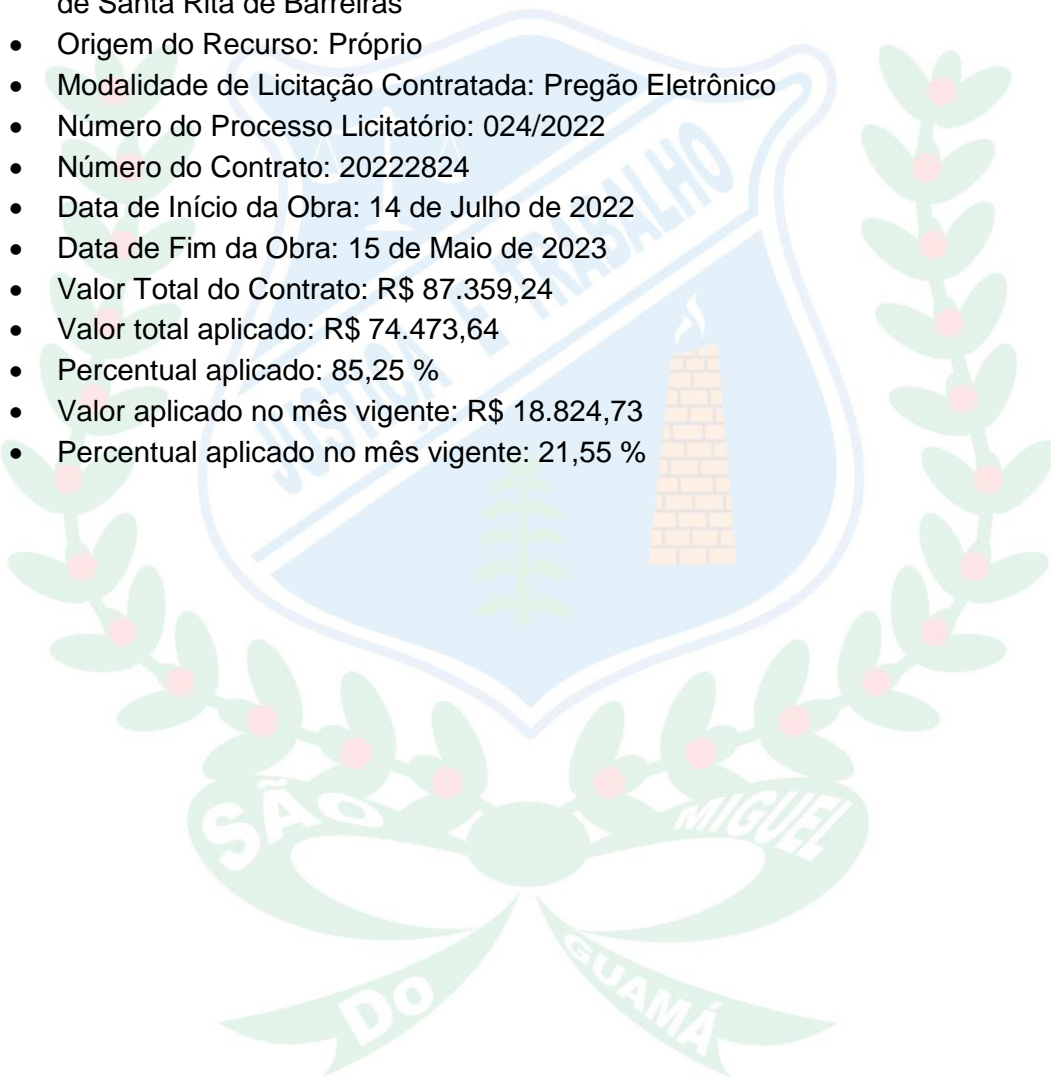 de Santa Rita de Barreiras
• Origem do Recurso: Próprio
• Modalidade de Licitação Contratada: Pregão Eletrônico
• Número do Processo Licitatório: 024/2022
• Número do Contrato: 20222824
• Data de Início da Obra: 14 de Julho de 2022
• Data de Fim da Obra: 15 de Maio de 2023
• Valor Total do Contrato: R$ 87.359,24
• Valor total aplicado: R$ 74.473,64
• Percentual aplicado: 85,25 %
• Valor aplicado no mês vigente: R$ 18.824,73
• Percentual aplicado no mês vigente: 21,55 %
JUSTIÇA E TRABALHO
SÃO MIGUEL
DO GUAMÁ